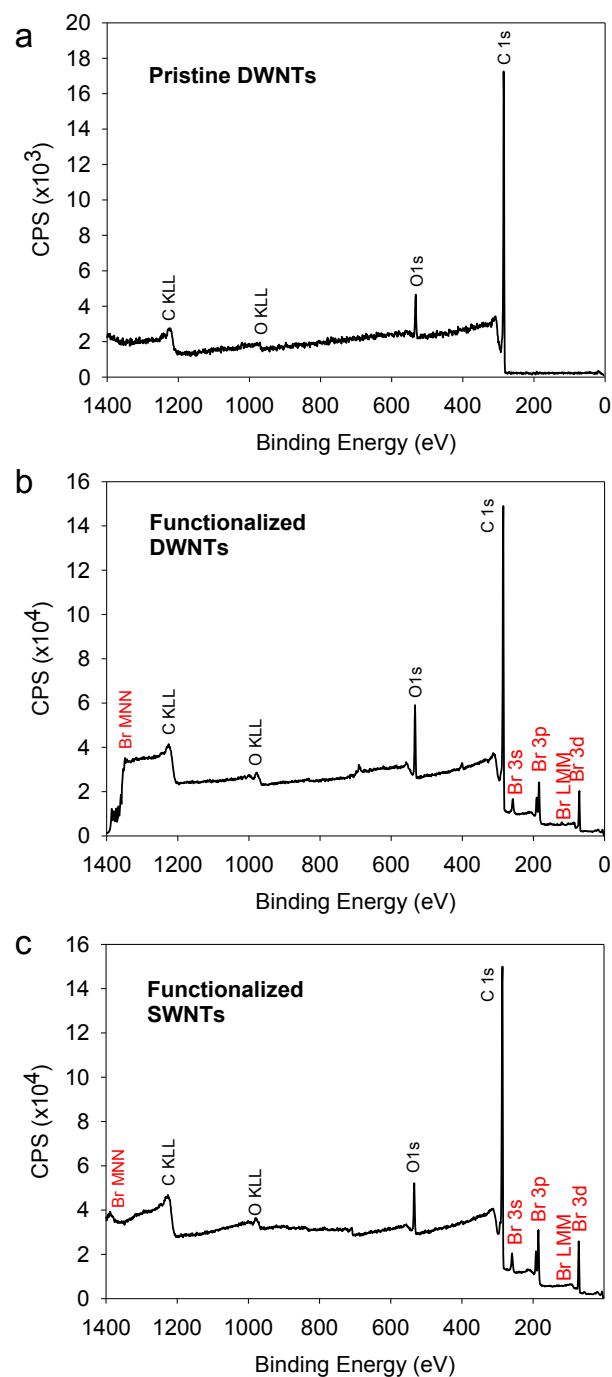 a
Pristine DWNTs
C 1s
O1s
C KLL
O KLL
CPS (x10³)
20
18
16
14
12
10
8
6
4
2
0
1400 1200 1000 800 600 400 200 0
Binding Energy (eV)
b
Functionalized
DWNTs
C 1s
O1s
Br MNN
C KLL
O KLL
Br 3s
Br 3p
Br LMM
Br 3d
CPS (x10⁴)
16
14
12
10
8
6
4
2
0
1400 1200 1000 800 600 400 200 0
Binding Energy (eV)
c
Functionalized
SWNTs
C 1s
O1s
Br MNN
C KLL
O KLL
Br 3s
Br 3p
Br LMM
Br 3d
CPS (x10⁴)
16
14
12
10
8
6
4
2
0
1400 1200 1000 800 600 400 200
Binding Energy (eV)